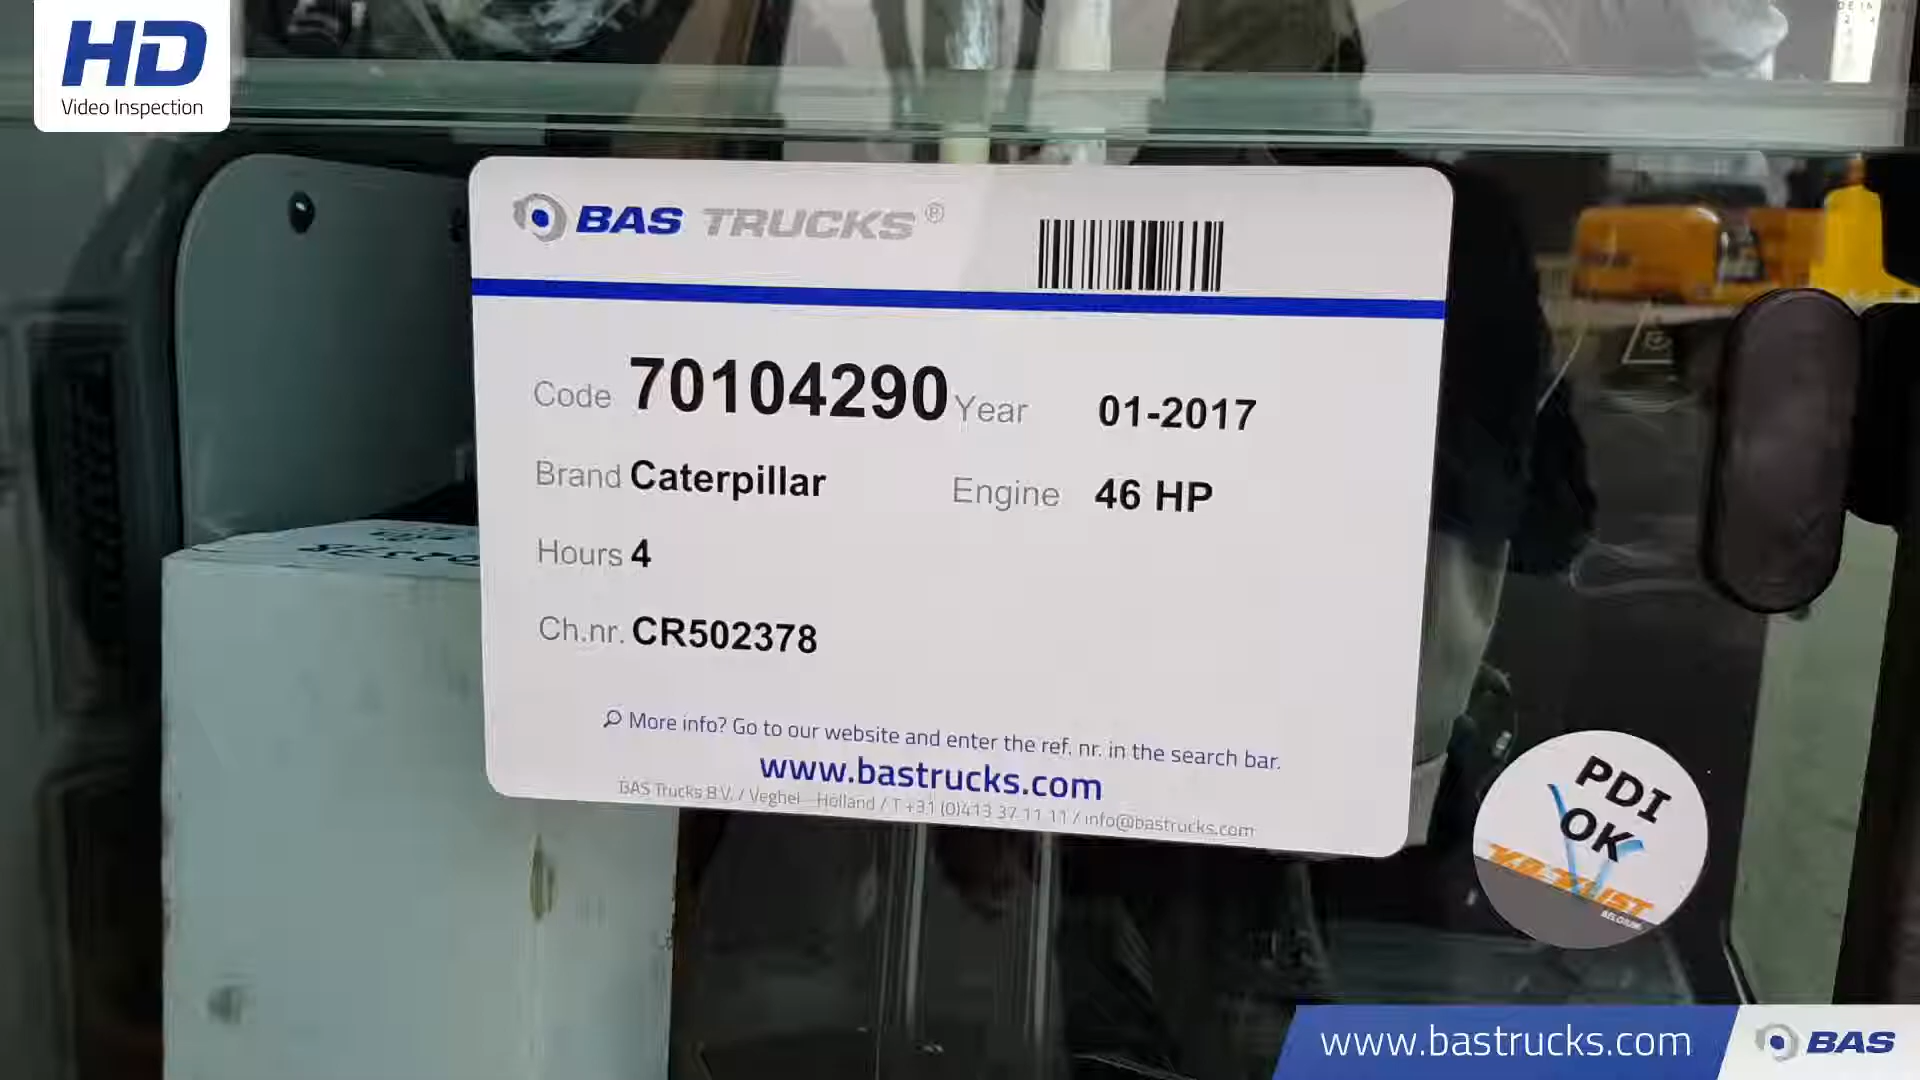 HD
Video Inspection
BAS TRUCKS®
Code 70104290 Year 01-2017
Brand Caterpillar Engine 46 HP
Hours 4
Ch.nr. CR502378
More info? Go to our website and enter the ref. nr. in the search bar.
www.bastrucks.com
BAS Trucks B.V. / Veghel - Holland / T +31 (0)413 37 11 11 / info@bastrucks.com
PDI
OK
BELGIUM
www.bastrucks.com
BAS